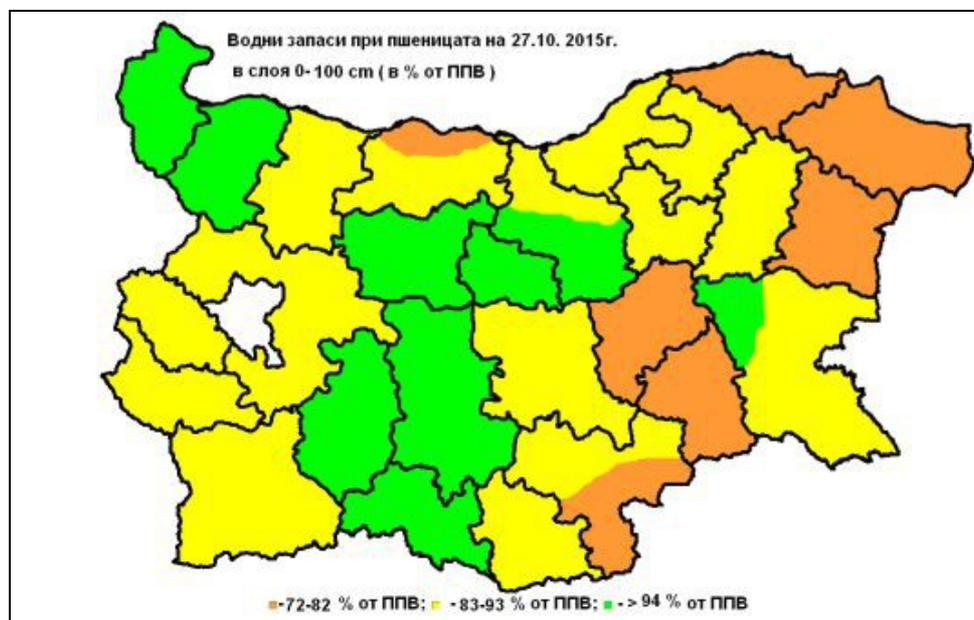 Водни запаси при пшеницата на 27.10. 2015г.
в слоя 0- 100 cm ( в % от ППВ )
-72-82 % от ППВ; - 83-93 % от ППВ; - > 94 % от ППВ